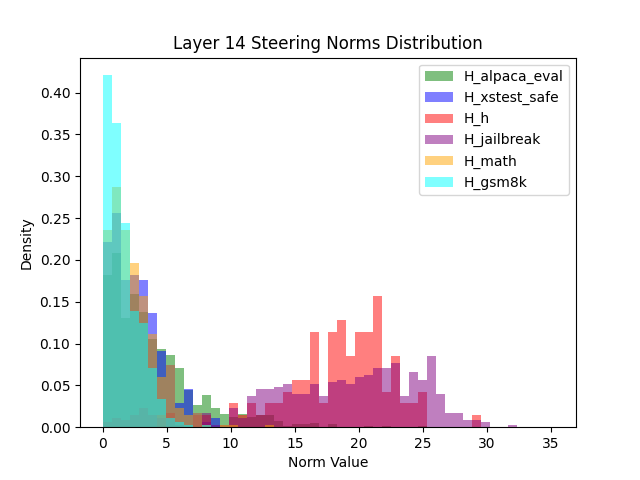 Layer 14 Steering Norms Distribution
H_alpaca_eval
H_xstest_safe
H_h
H_jailbreak
H_math
H_gsm8k
0.40
0.35
0.30
0.25
0.20
0.15
0.10
0.05
0.00
Density
0 5 10 15 20 25 30 35
Norm Value